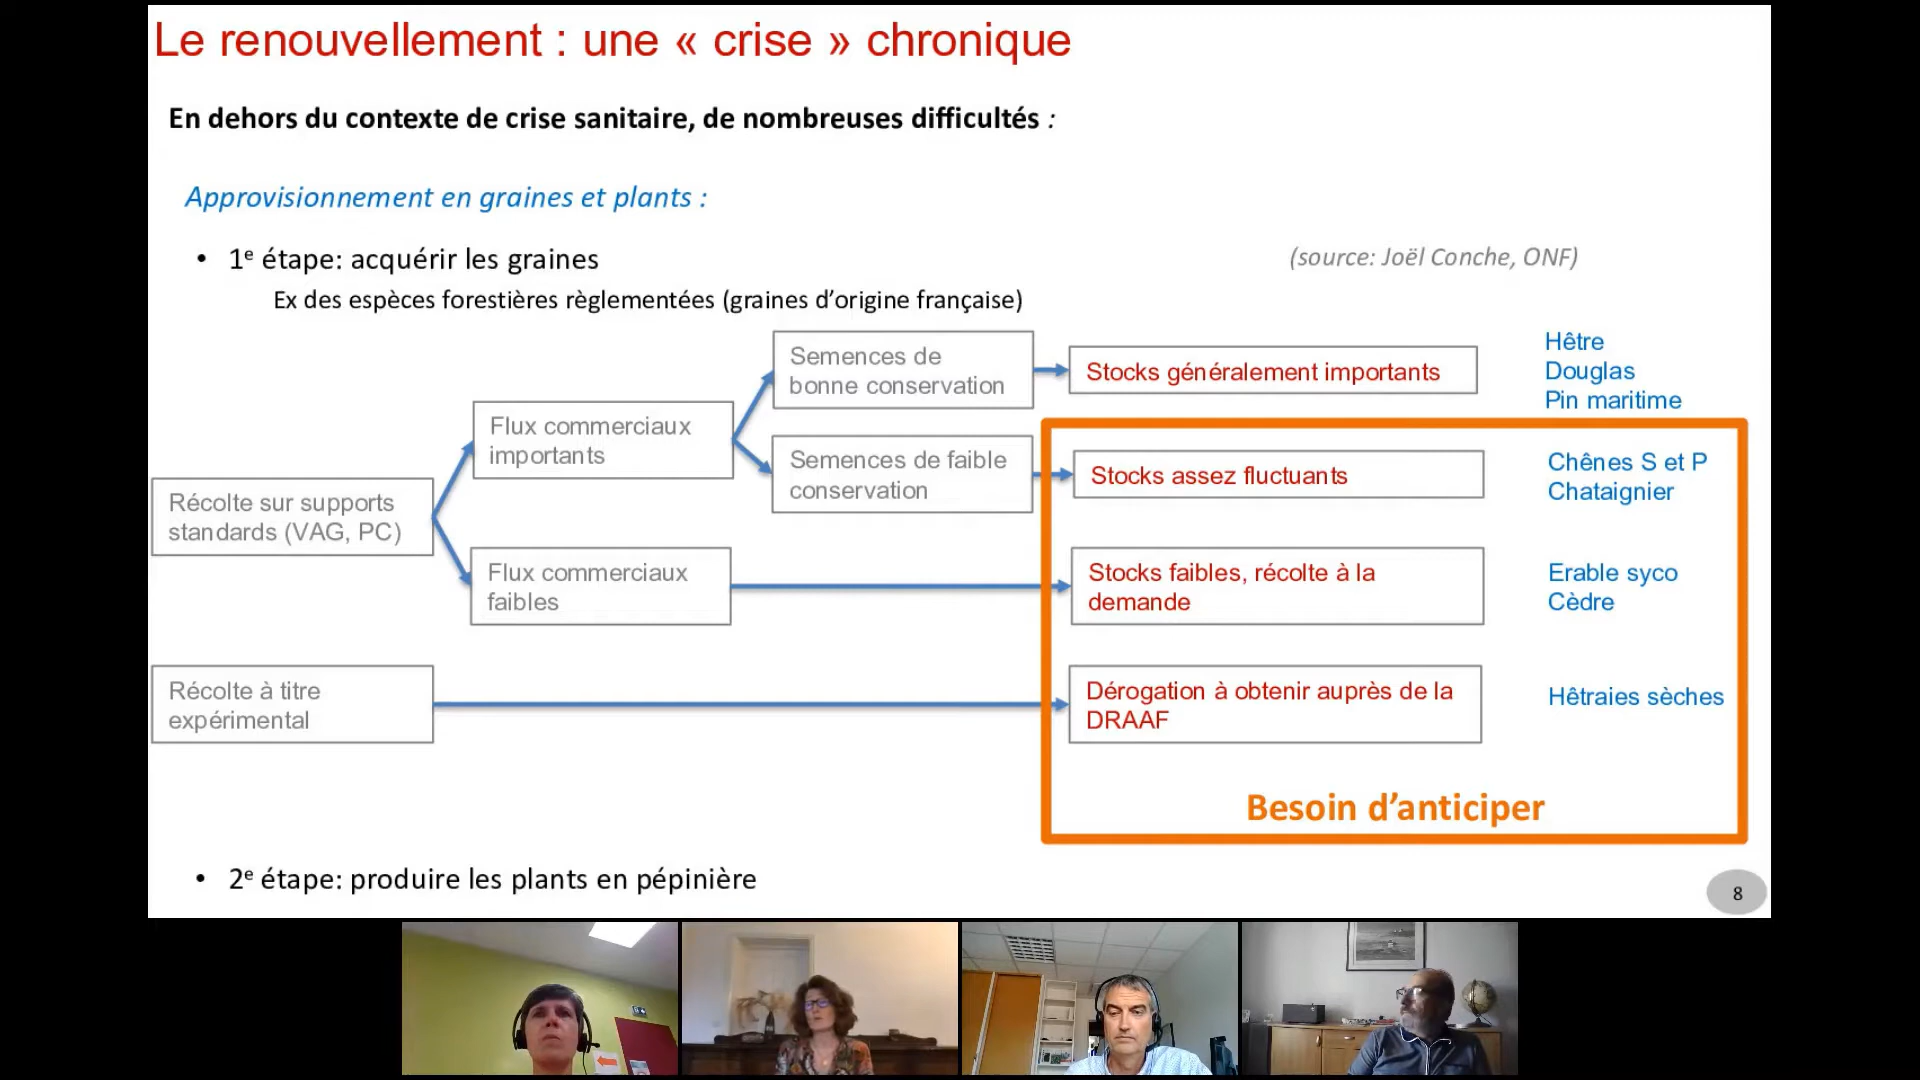 Le renouvellement : une « crise » chronique
En dehors du contexte de crise sanitaire, de nombreuses difficultés :
Approvisionnement en graines et plants :
• 1e étape: acquérir les graines
(source: Joël Conche, ONF)
Ex des espèces forestières règlementées (graines d’origine française)
Récolte sur supports
standards (VAG, PC)
Flux commerciaux
importants
Semences de
bonne conservation
Stocks généralement importants
Hêtre
Douglas
Pin maritime
Semences de faible
conservation
Stocks assez fluctuants
Chênes S et P
Chataignier
Flux commerciaux
faibles
Stocks faibles, récolte à la
demande
Erable syco
Cèdre
Récolte à titre
expérimental
Dérogation à obtenir auprès de la
DRAAF
Hêtraies sèches
Besoin d’anticiper
• 2e étape: produire les plants en pépinière
8